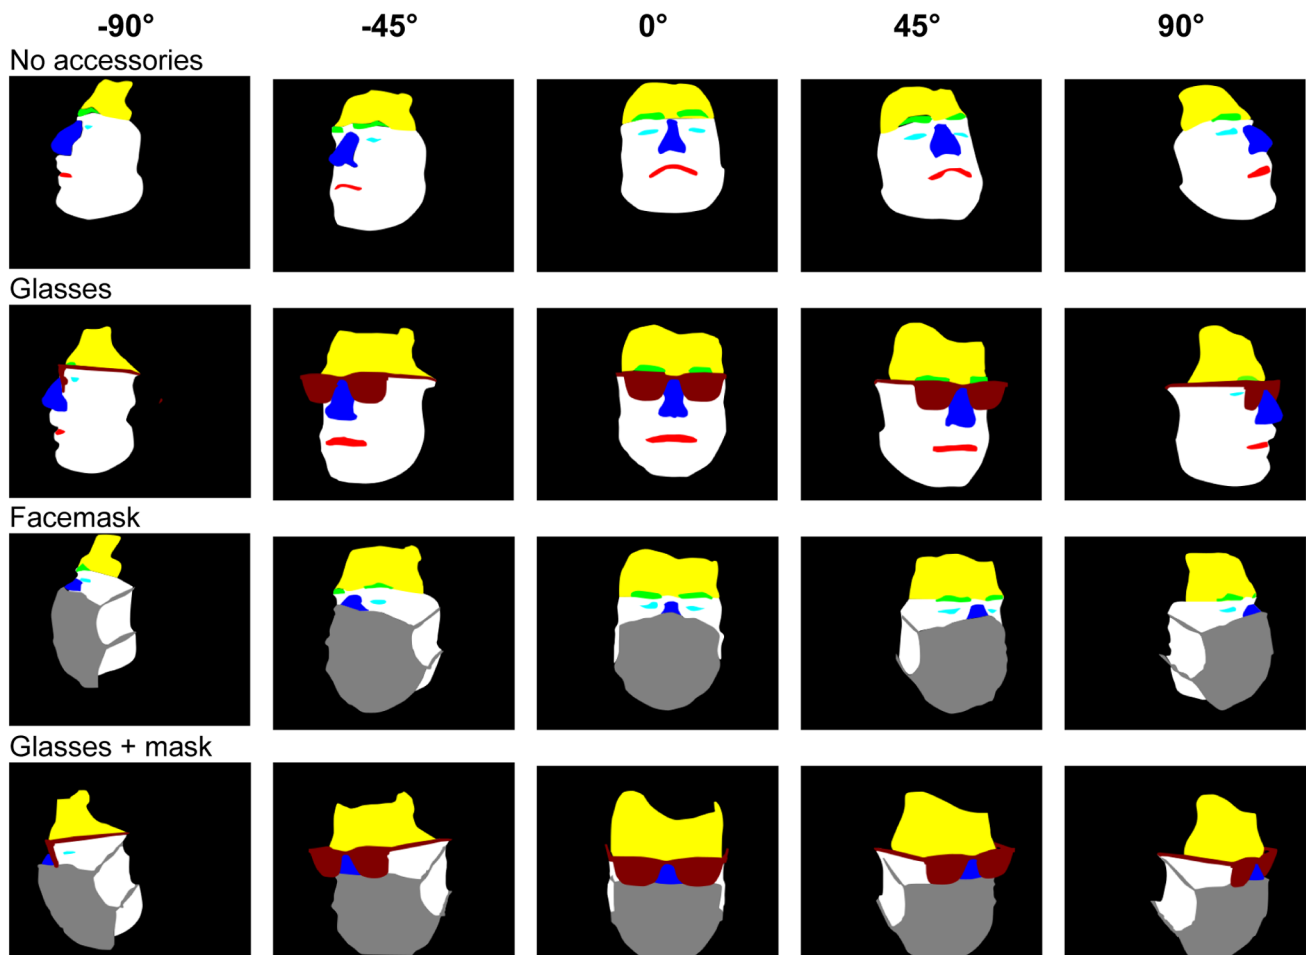 -90° -45° 0° 45° 90°
No accessories
Glasses
Facemask
Glasses + mask